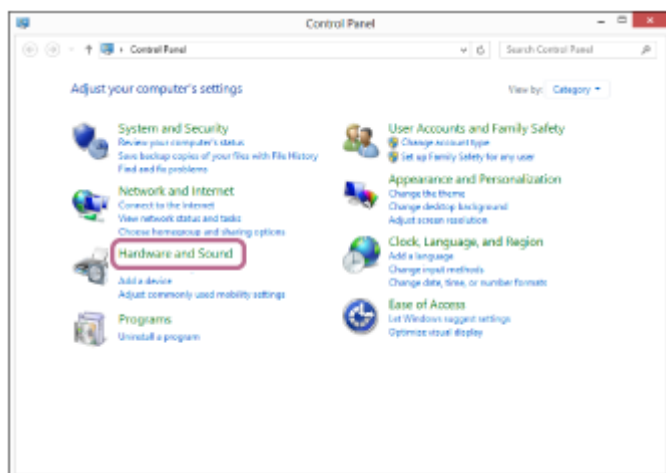 Control Panel
Control Panel
Search Control Panel
Adjust your computer's settings
View by: Category
System and Security
Review your computer's status
Save backup copies of your files with File History
Find and fix problems
Network and Internet
Connect to the Internet
View network status and tasks
Choose homegroup and sharing options
Hardware and Sound
Add a device
Adjust commonly used mobility settings
Programs
Uninstall a program
User Accounts and Family Safety
Change account type
Set up Family Safety for any user
Appearance and Personalization
Change the theme
Change desktop background
Adjust screen resolution
Clock, Language, and Region
Add a language
Change input methods
Change date, time, or number formats
Ease of Access
Let Windows suggest settings
Optimize visual display